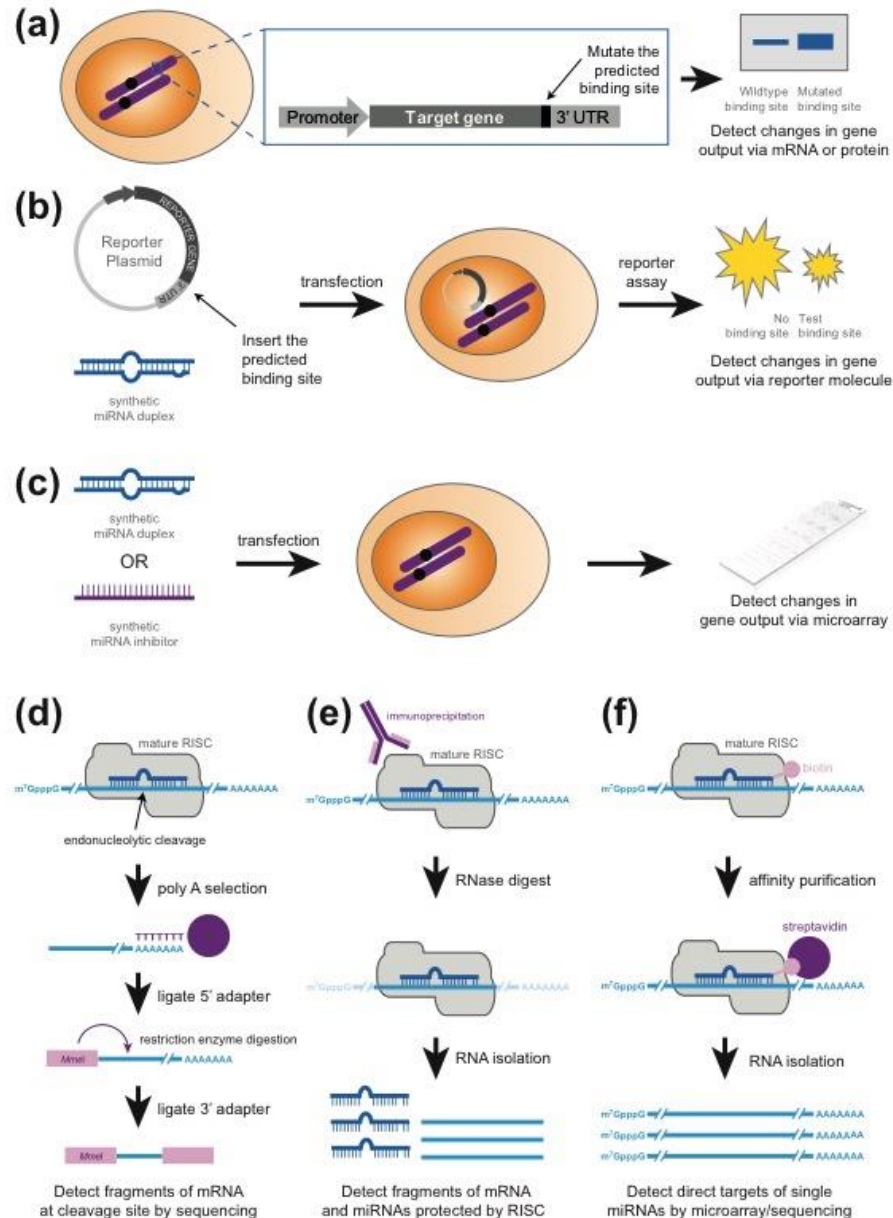 (a)
Mutate the
predicted
binding site
Promoter
Target gene
3' UTR
Wildtype Mutated
binding site binding site
Detect changes in gene
output via mRNA or protein
(b)
REPORTER GENE
3' UTR
Reporter
Plasmid
transfection
reporter
assay
Insert the
predicted
binding site
synthetic
miRNA duplex
No Test
binding site binding site
Detect changes in gene
output via reporter molecule
(c)
synthetic
miRNA duplex
OR
synthetic
miRNA inhibitor
transfection
Detect changes in
gene output via microarray
(d)
mature RISC
m⁷GpppG AAAAAAA
endonucleolytic cleavage
poly A selection
TTTTTTT
AAAAAAA
ligate 5' adapter
restriction enzyme digestion
MmeI AAAAAAA
ligate 3' adapter
MmeI
Detect fragments of mRNA
at cleavage site by sequencing
(e)
immunoprecipitation
mature RISC
m⁷GpppG AAAAAAA
RNase digest
m⁷GpppG AAAAAAA
RNA isolation
Detect fragments of mRNA
and miRNAs protected by RISC
(f)
mature RISC
biotin
m⁷GpppG AAAAAAA
affinity purification
streptavidin
m⁷GpppG AAAAAAA
RNA isolation
m⁷GpppG AAAAAAA
m⁷GpppG AAAAAAA
m⁷GpppG AAAAAAA
Detect direct targets of single
miRNAs by microarray/sequencing